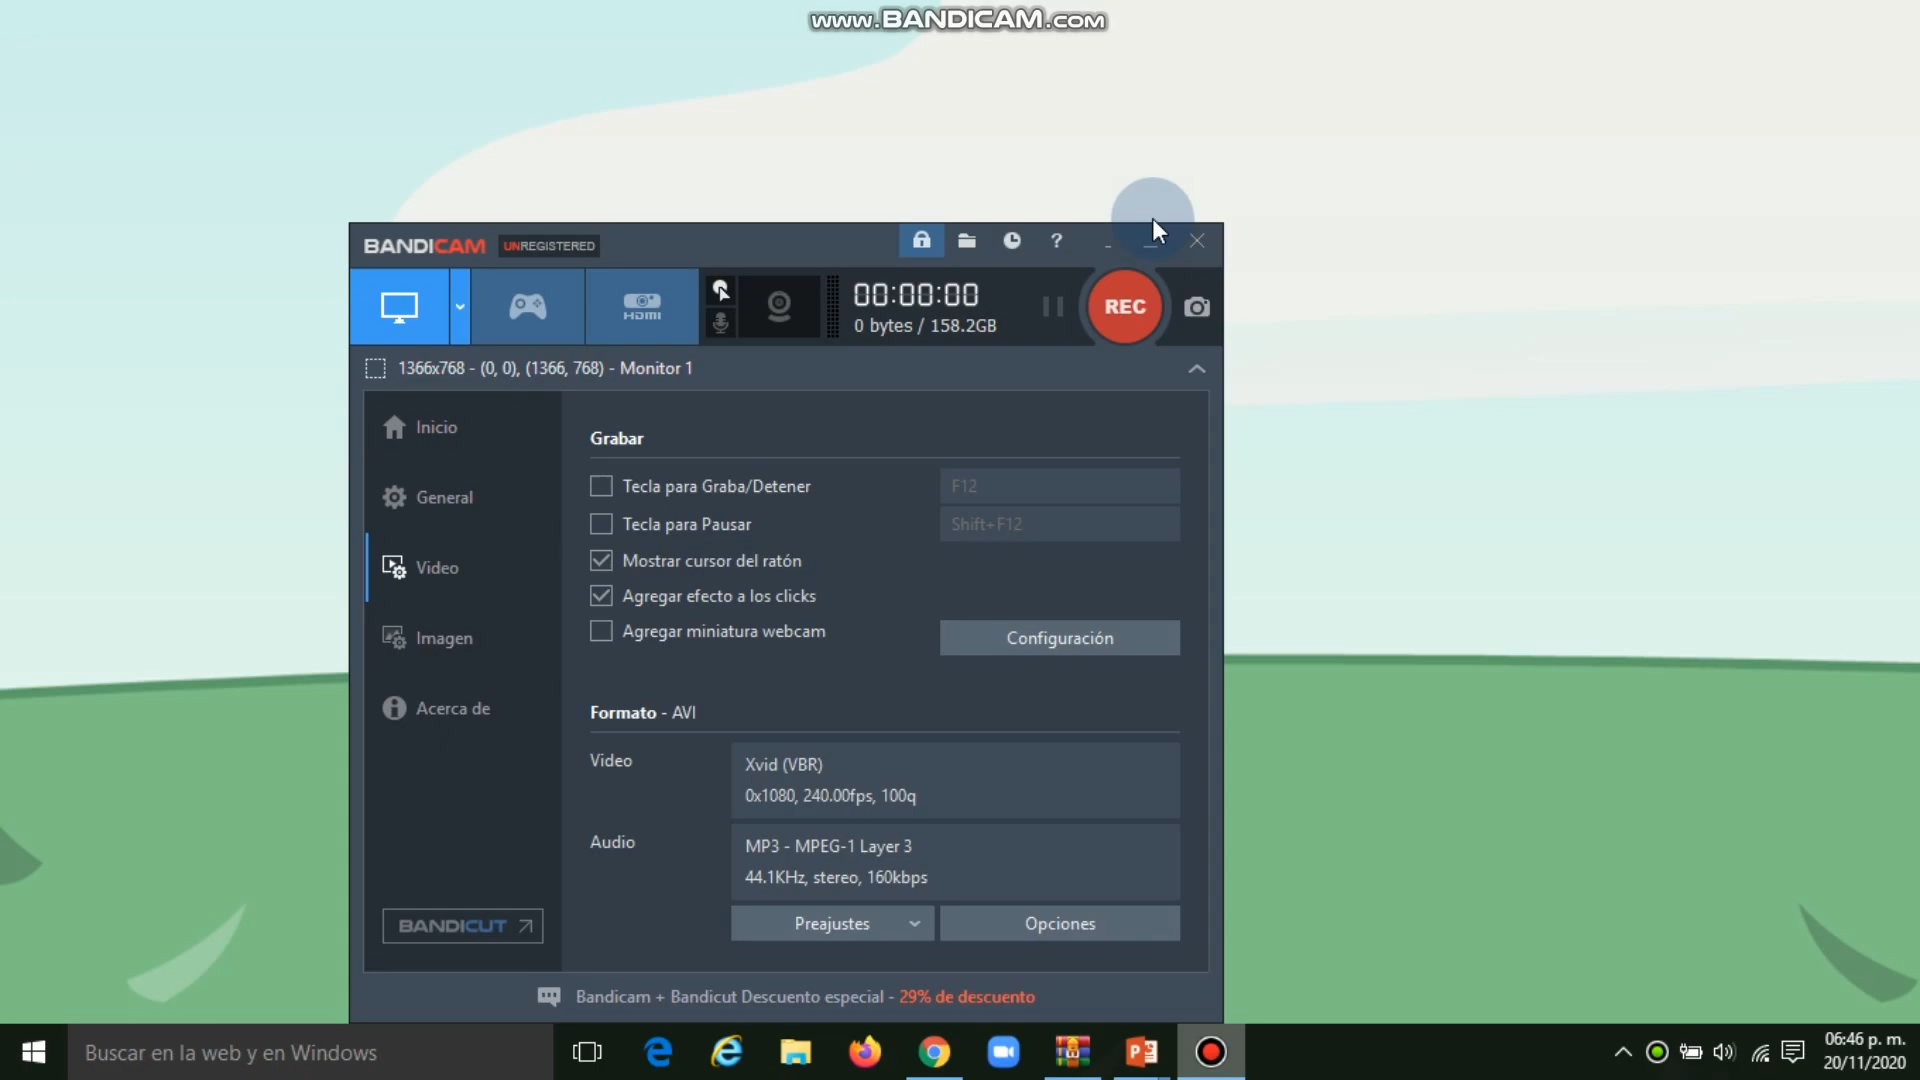 www.BANDICAM.com
BANDICAM UNREGISTERED
?
HDMI
00:00:00
0 bytes / 158.2GB
REC
1366x768 - (0, 0), (1366, 768) - Monitor 1
Inicio
General
Video
Imagen
Acerca de
BANDICUT
Grabar
Tecla para Graba/Detener
F12
Tecla para Pausar
Shift+F12
Mostrar cursor del ratón
Agregar efecto a los clicks
Agregar miniatura webcam
Configuración
Formato - AVI
Video
Xvid (VBR)
0x1080, 240.00fps, 100q
Audio
MP3 - MPEG-1 Layer 3
44.1KHz, stereo, 160kbps
Preajustes
Opciones
Bandicam + Bandicut Descuento especial - 29% de descuento
Buscar en la web y en Windows
06:46 p. m.
20/11/2020